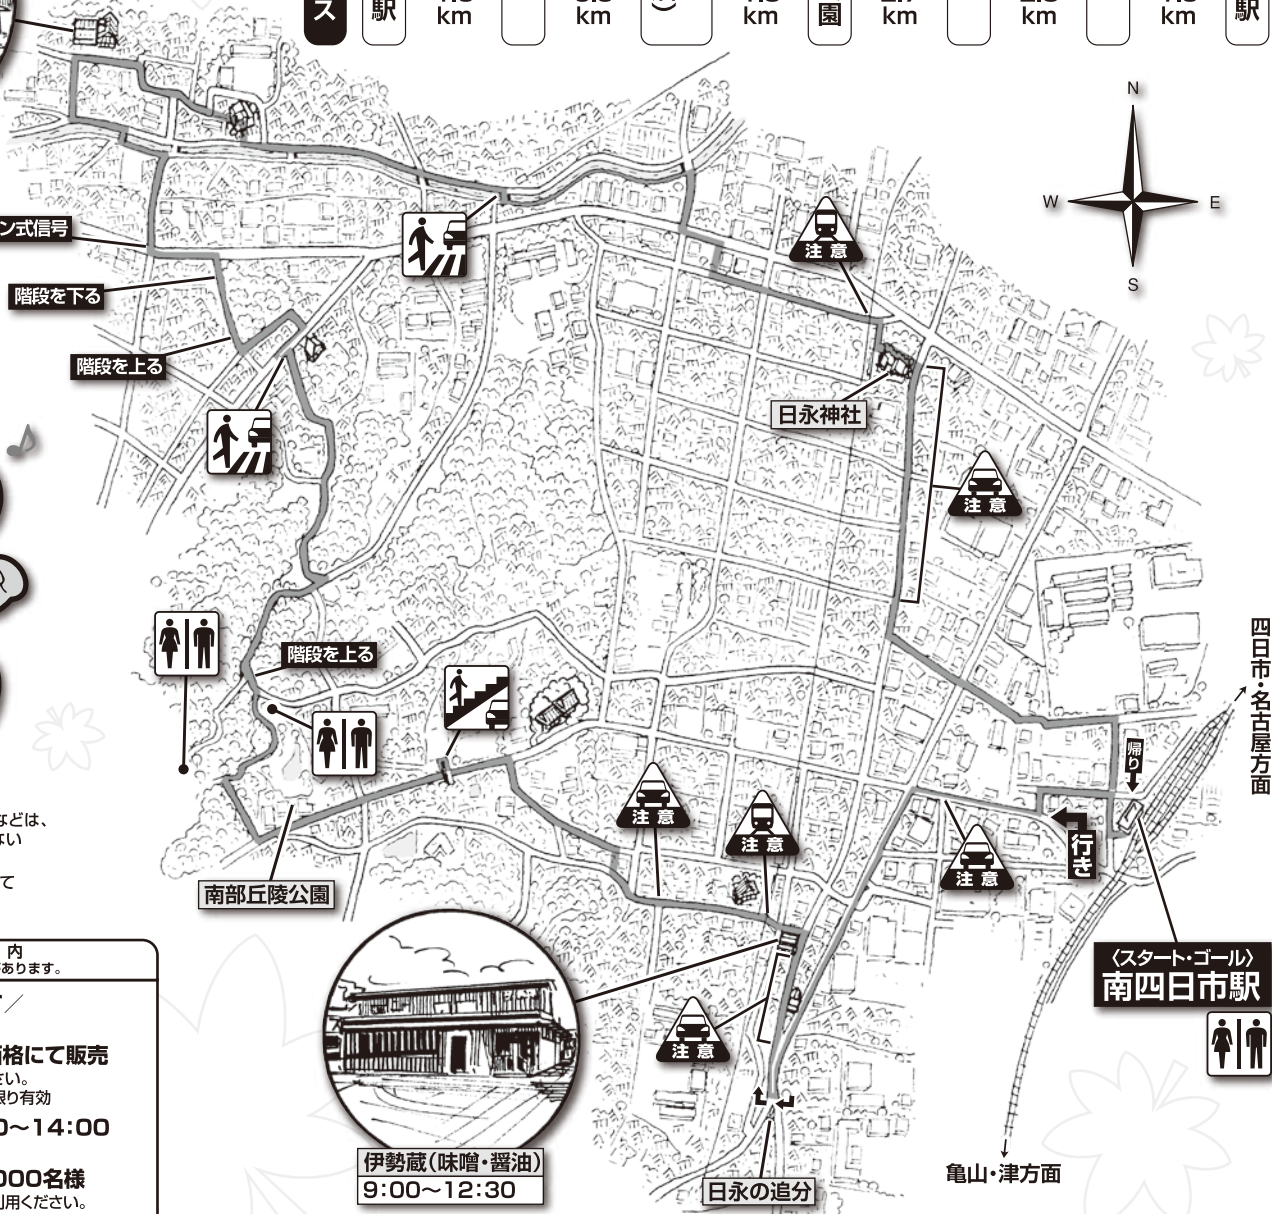 ス
駅
km
km
km
園
km
km
km
駅
N
W
E
S
ン式信号
注意
階段を下る
階段を上る
日永神社
注意
四日市・名古屋方面
階段を上る
帰り
注意
注意
行き
注意
などは、
ない
て
南部丘陵公園
内
があります。
〈スタート・ゴール〉
南四日市駅
格にて販売
さい。
限り有効
注意
0〜14:00
000名様
利用ください。
伊勢蔵(味噌・醤油)
9:00〜12:30
日永の追分
亀山・津方面